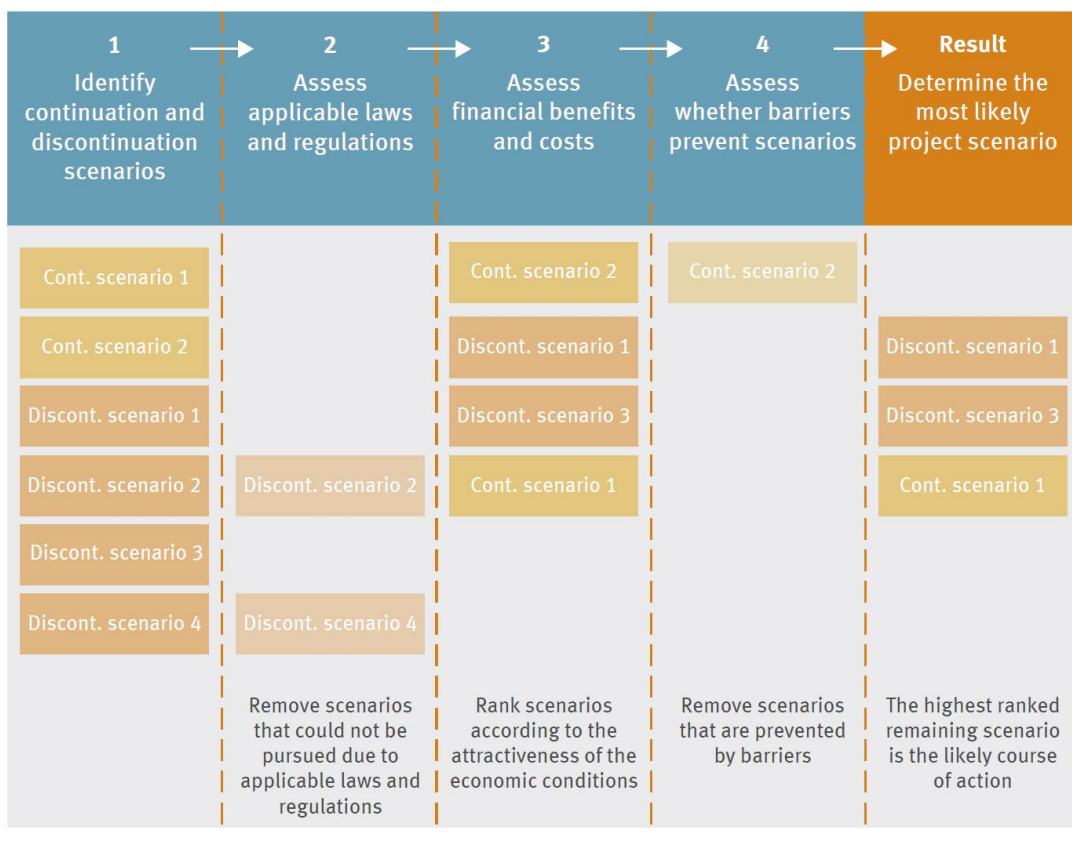 1
Identify
continuation and
discontinuation
scenarios
2
Assess
applicable laws
and regulations
3
Assess
financial benefits
and costs
4
Assess
whether barriers
prevent scenarios
Result
Determine the
most likely
project scenario
Cont. scenario 1
Cont. scenario 2
Discont. scenario 1
Discont. scenario 2
Discont. scenario 3
Discont. scenario 4
Discont. scenario 2
Discont. scenario 4
Remove scenarios
that could not be
pursued due to
applicable laws and
regulations
Cont. scenario 2
Discont. scenario 1
Discont. scenario 3
Cont. scenario 1
Rank scenarios
according to the
attractiveness of the
economic conditions
Cont. scenario 2
Remove scenarios
that are prevented
by barriers
Discont. scenario 1
Discont. scenario 3
Cont. scenario 1
The highest ranked
remaining scenario
is the likely course
of action